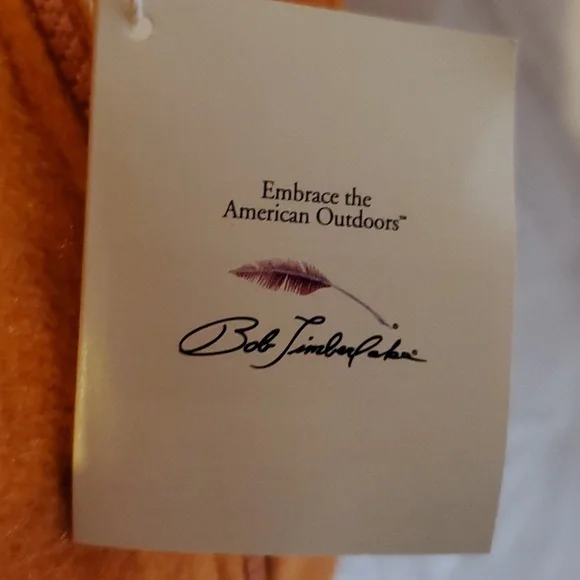 Embrace the
American Outdoors™
Bob Timberlake®